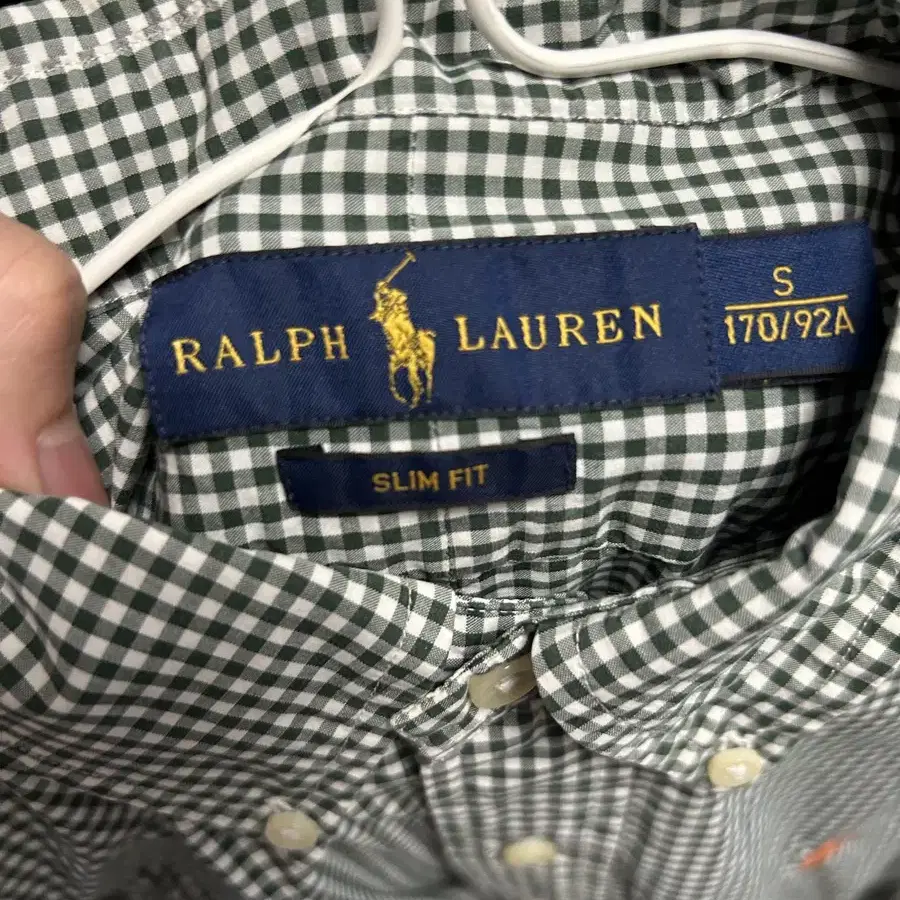 RALPH LAUREN
S
170/92A
SLIM FIT